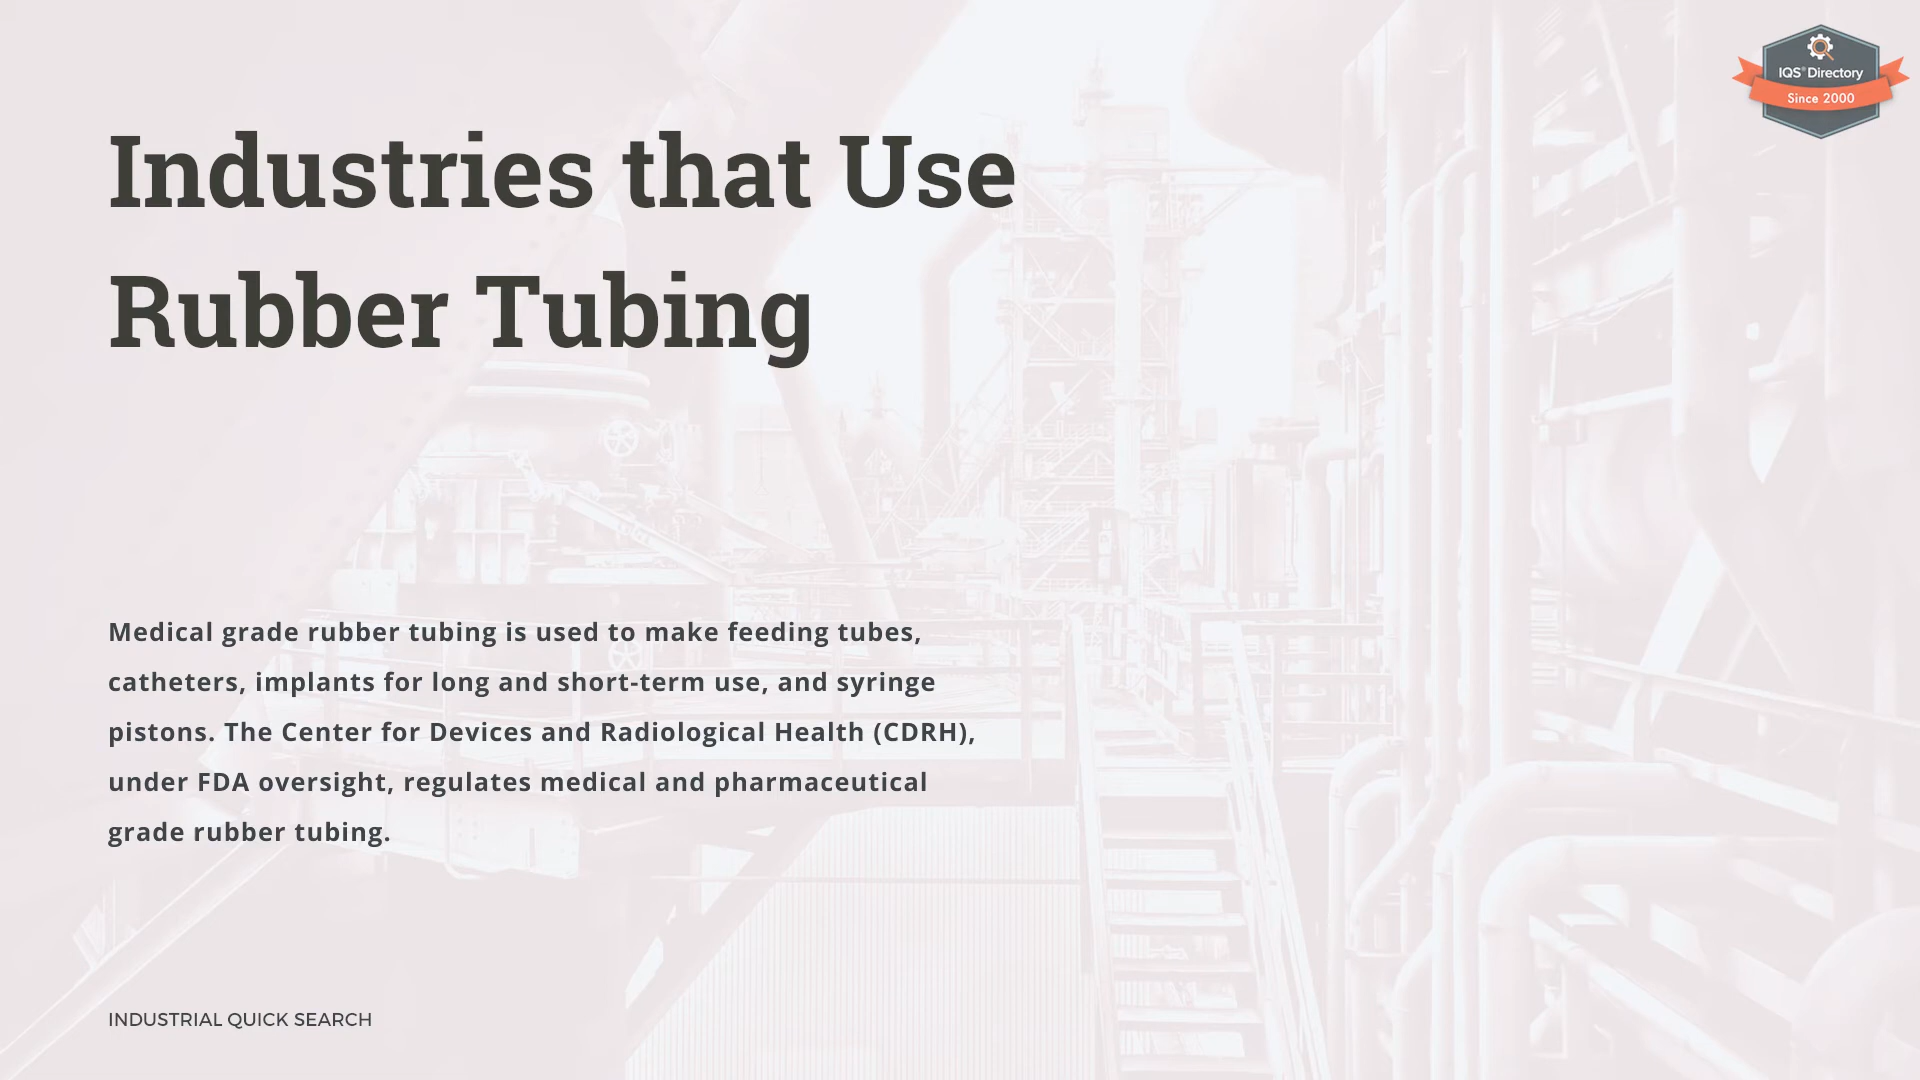 IQS® Directory
Since 2000
Industries that Use
Rubber Tubing
Medical grade rubber tubing is used to make feeding tubes,
catheters, implants for long and short-term use, and syringe
pistons. The Center for Devices and Radiological Health (CDRH),
under FDA oversight, regulates medical and pharmaceutical
grade rubber tubing.
INDUSTRIAL QUICK SEARCH